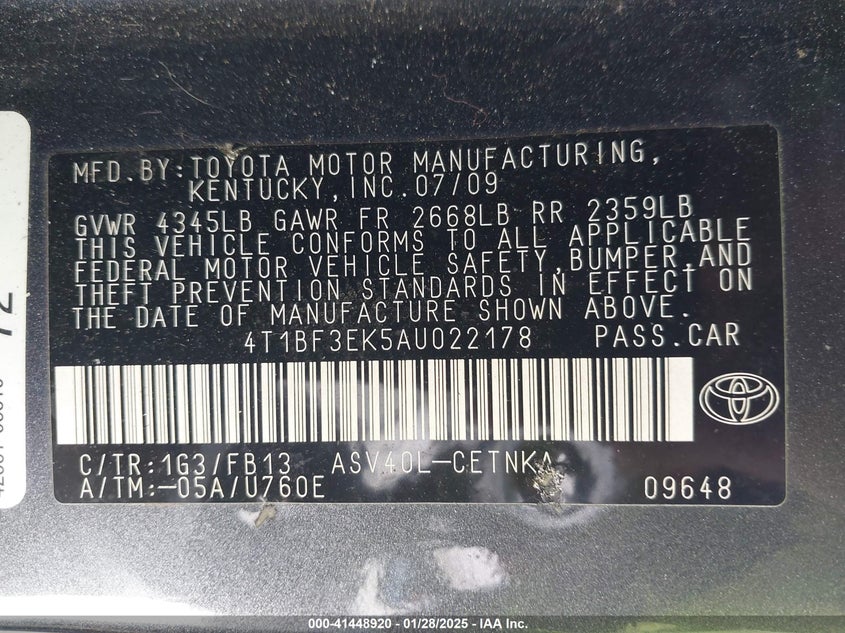 MFD.BY:TOYOTA MOTOR MANUFACTURING,
KENTUCKY,INC.07/09
GVWR 4345LB GAWR FR 2668LB RR 2359LB
THIS VEHICLE CONFORMS TO ALL APPLICABLE
FEDERAL MOTOR VEHICLE SAFETY,BUMPER,AND
THEFT PREVENTION STANDARDS IN EFFECT ON
THE DATE OF MANUFACTURE SHOWN ABOVE.
4T1BF3EK5AU022178 PASS.CAR
C/TR:1G3/FB13 ASV40L-CETNKA
A/TM:-05A/U760E 09648
000-41448920 | 01/28/2025 | IAA Inc.